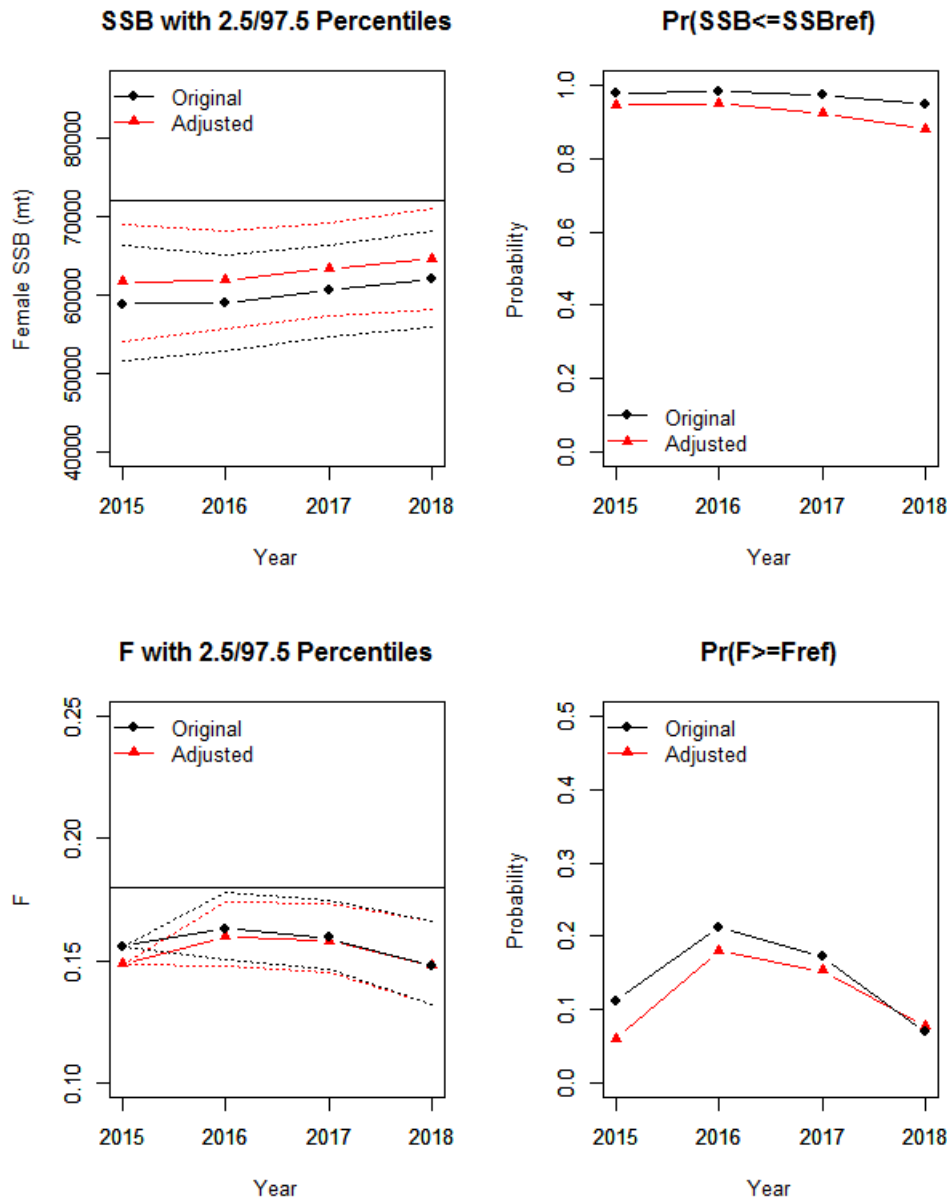 SSB with 2.5/97.5 Percentiles
Original
Adjusted
80000
70000
60000
50000
40000
Female SSB (mt)
2015 2016 2017 2018
Year
Pr(SSB<=SSBref)
1.0
0.8
0.6
0.4
0.2
0.0
Probability
Original
Adjusted
2015 2016 2017 2018
Year
F with 2.5/97.5 Percentiles
Original
Adjusted
0.25
0.20
0.15
0.10
F
2015 2016 2017 2018
Year
Pr(F>=Fref)
Original
Adjusted
0.5
0.4
0.3
0.2
0.1
0.0
Probability
2015 2016 2017 2018
Year